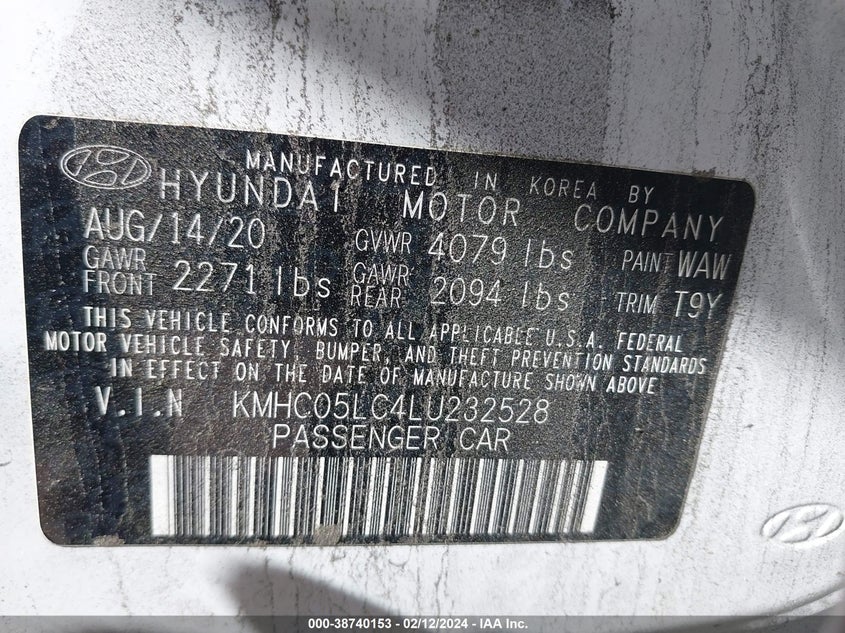 MANUFACTURED IN KOREA BY
HYUNDAI MOTOR COMPANY
AUG/14/20 GVWR 4079 lbs PAINT WAW
GAWR FRONT 2271 lbs GAWR REAR 2094 lbs TRIM T9Y
THIS VEHICLE CONFORMS TO ALL APPLICABLE U.S.A. FEDERAL
MOTOR VEHICLE SAFETY, BUMPER, AND THEFT PREVENTION STANDARDS
IN EFFECT ON THE DATE OF MANUFACTURE SHOWN ABOVE
V.I.N KMHC05LC4LU232528
PASSENGER CAR
000-38740153 - 02/12/2024 - IAA Inc.